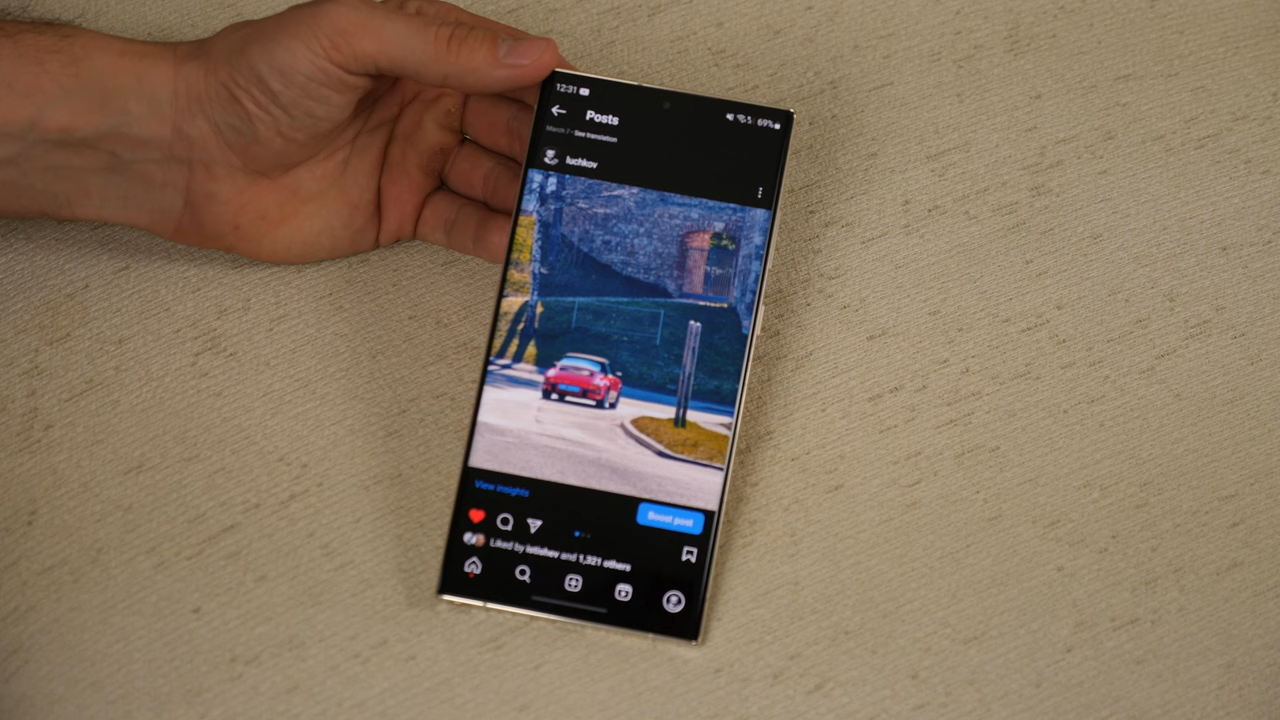 12:31
69%
Posts
March 7 · See translation
luchkov
View insights
Boost post
Liked by and 1,321 others